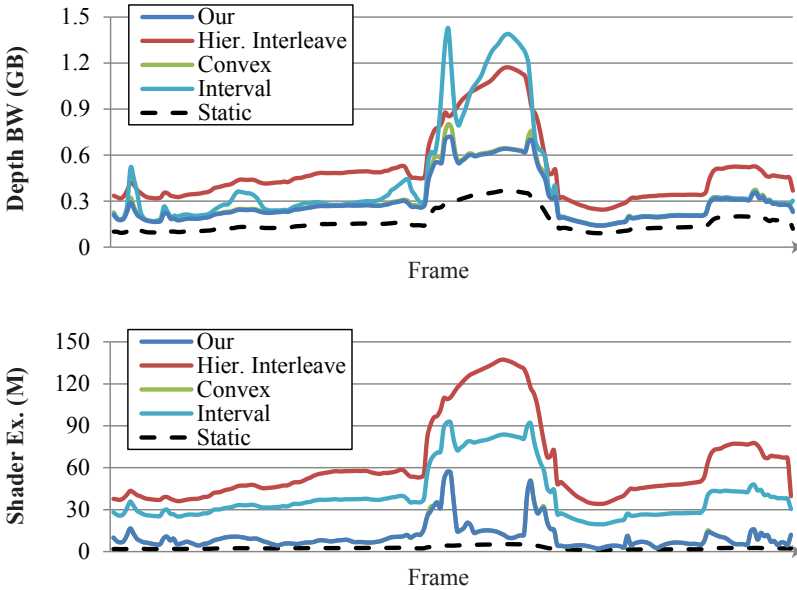 Depth BW (GB)
1.5
1.2
0.9
0.6
0.3
0
Our
Hier. Interleave
Convex
Interval
Static
Frame
Shader Ex. (M)
150
120
90
60
30
0
Our
Hier. Interleave
Convex
Interval
Static
Frame